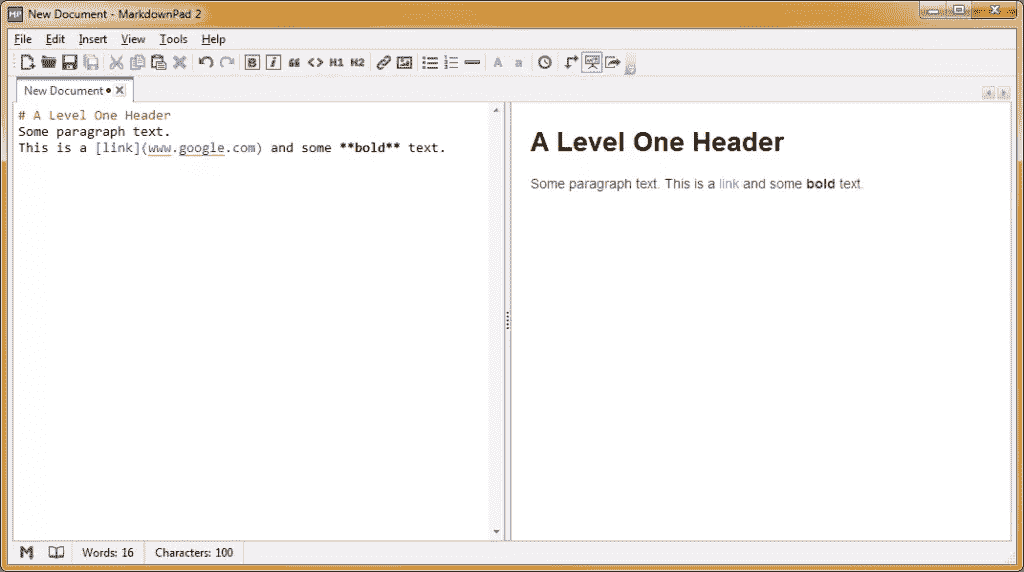 MP New Document - MarkdownPad 2
File Edit Insert View Tools Help
B i “ <> H1 H2 A a
New Document
# A Level One Header
Some paragraph text.
This is a [link](www.google.com) and some **bold** text.
A Level One Header
Some paragraph text. This is a link and some bold text.
M Words: 16 Characters: 100